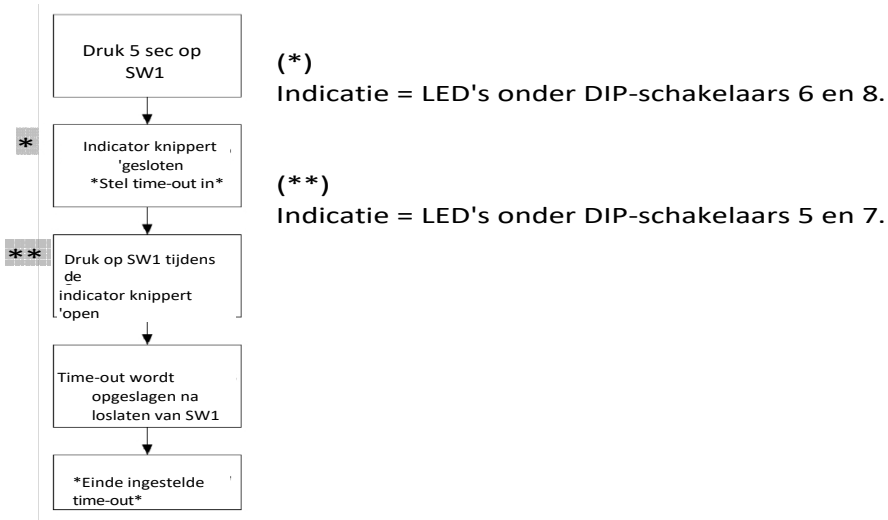 Druk 5 sec op
SW1
(*)
Indicatie = LED's onder DIP-schakelaars 6 en 8.
*
Indicator knippert
'gesloten
*Stel time-out in*
(**)
Indicatie = LED's onder DIP-schakelaars 5 en 7.
**
Druk op SW1 tijdens
de
indicator knippert
'open
Time-out wordt
opgeslagen na
loslaten van SW1
*Einde ingestelde
time-out*